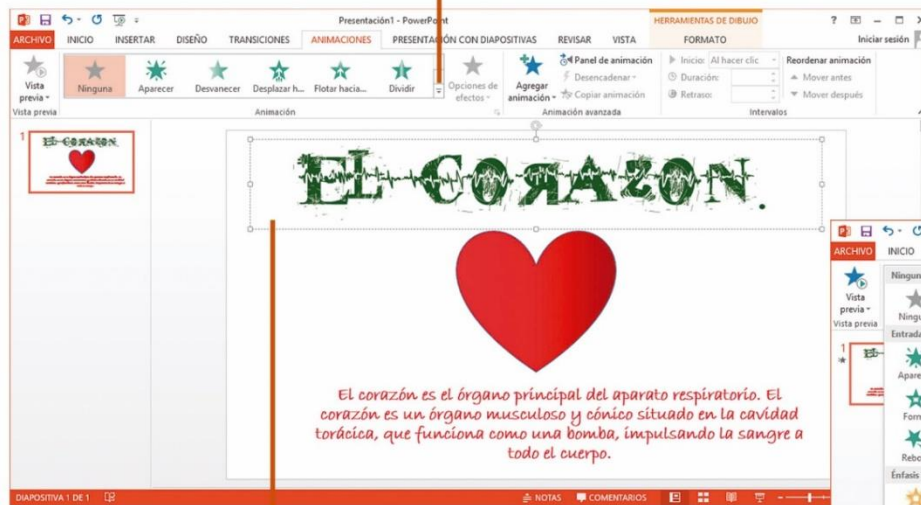 Presentación1 - PowerPoint
HERRAMIENTAS DE DIBUJO
ARCHIVO INICIO INSERTAR DISEÑO TRANSICIONES ANIMACIONES PRESENTACIÓN CON DIAPOSITIVAS REVISAR VISTA FORMATO Iniciar sesión
Vista previa
Ninguna Aparecer Desvanecer Desplazar h... Flotar hacia... Dividir
Opciones de efectos
Agregar animación
Panel de animación
Desencadenar
Copiar animación
Inicio: Al hacer clic
Duración:
Retraso:
Reordenar animación
Mover antes
Mover después
Vista previa Animación Animación avanzada Intervalos
1
EL CORAZON
EL CORAZON.
El corazón es el órgano principal del aparato respiratorio. El
corazón es un órgano musculoso y cónico situado en la cavidad
torácica, que funciona como una bomba, impulsando la sangre a
todo el cuerpo.
ARCHIVO INICIO
Vista previa
Vista previa
1
DIAPOSITIVA 1 DE 1 NOTAS COMENTARIOS
Énfasis